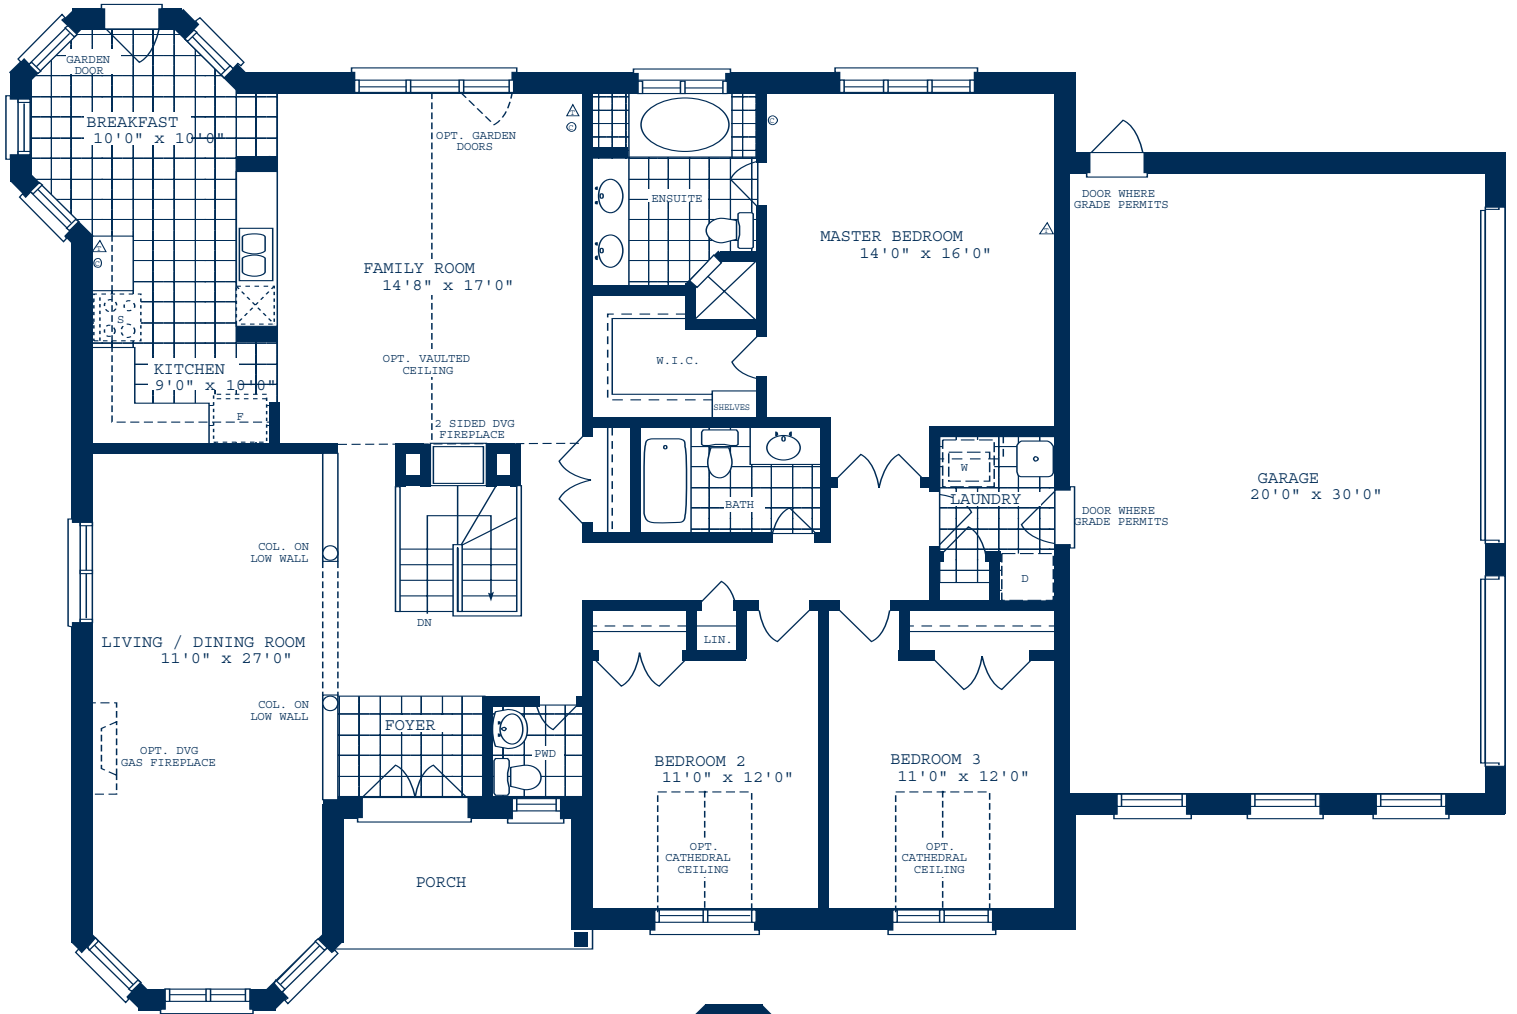 GARDEN
DOOR
BREAKFAST
10'0" x 10'0"
OPT. GARDEN
DOORS
T
C
C
ENSUITE
DOOR WHERE
GRADE PERMITS
MASTER BEDROOM
14'0" x 16'0"
T
T
C
FAMILY ROOM
14'8" x 17'0"
S
OPT. VAULTED
CEILING
W.I.C.
SHELVES
KITCHEN
9'0" x 10'0"
F
2 SIDED DVG
FIREPLACE
W
LAUNDRY
BATH
GARAGE
20'0" x 30'0"
DOOR WHERE
GRADE PERMITS
COL. ON
LOW WALL
D
DN
LIN.
LIVING / DINING ROOM
11'0" x 27'0"
COL. ON
LOW WALL
FOYER
PWD
OPT. DVG
GAS FIREPLACE
BEDROOM 2
11'0" x 12'0"
BEDROOM 3
11'0" x 12'0"
OPT.
CATHEDRAL
CEILING
OPT.
CATHEDRAL
CEILING
PORCH